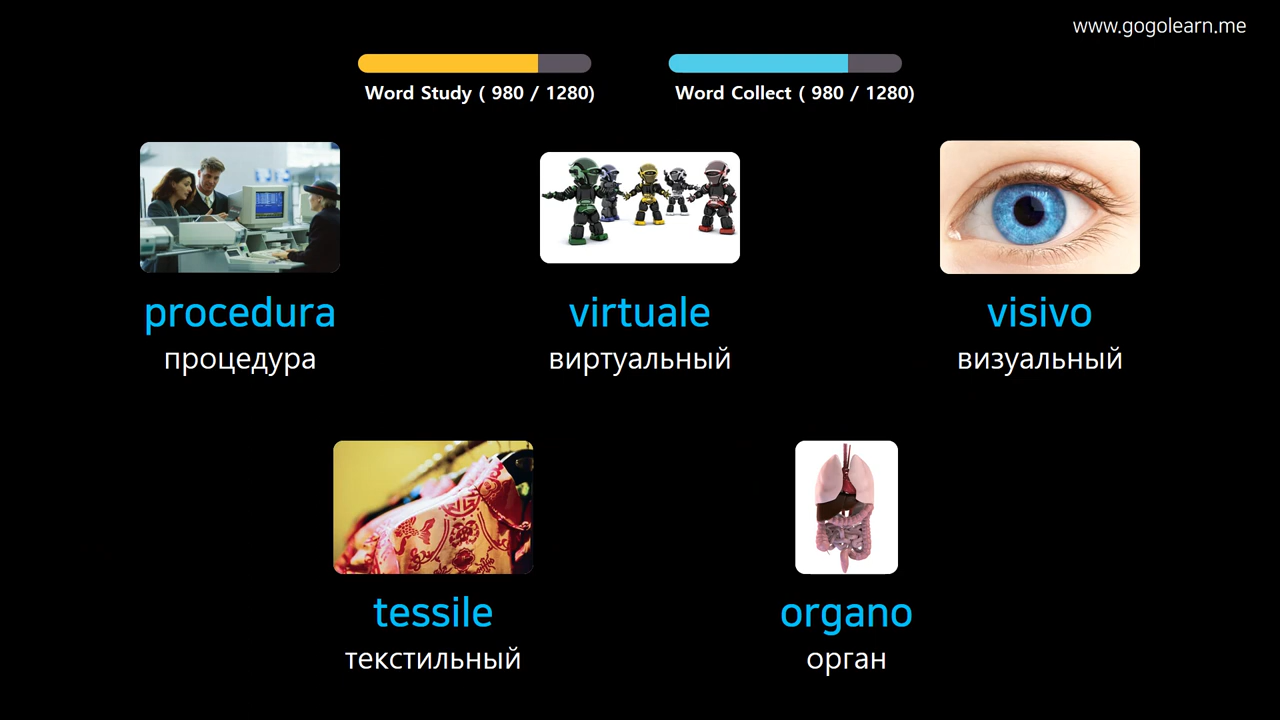 www.gogolearn.me
Word Study ( 980 / 1280)
Word Collect ( 980 / 1280)
procedura
процедура
virtuale
виртуальный
visivo
визуальный
tessile
текстильный
organo
орган